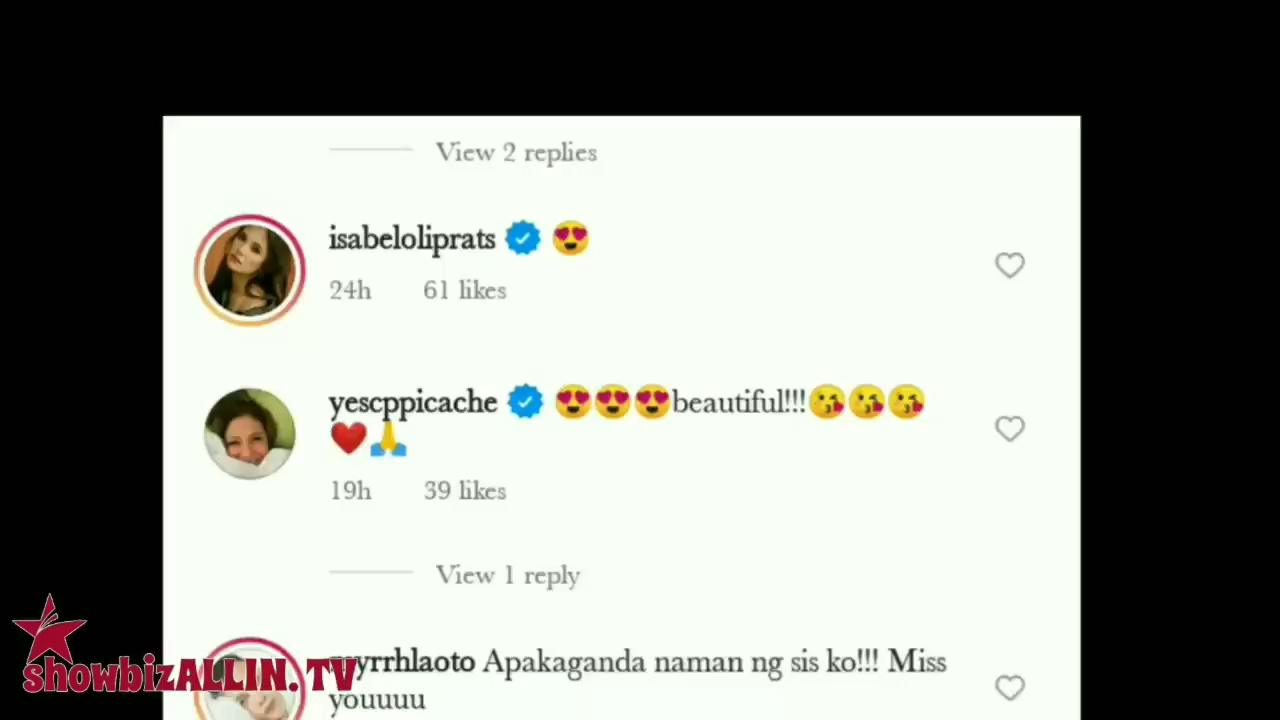 View 2 replies
isabeloliprats 😍
24h 61 likes
yescppicache 😍😍😍beautiful!!!😘😘😘
❤️🙏
19h 39 likes
View 1 reply
myrrhlaoto Apakaganda naman ng sis ko!!! Miss
youuuu
showbizALLIN.TV